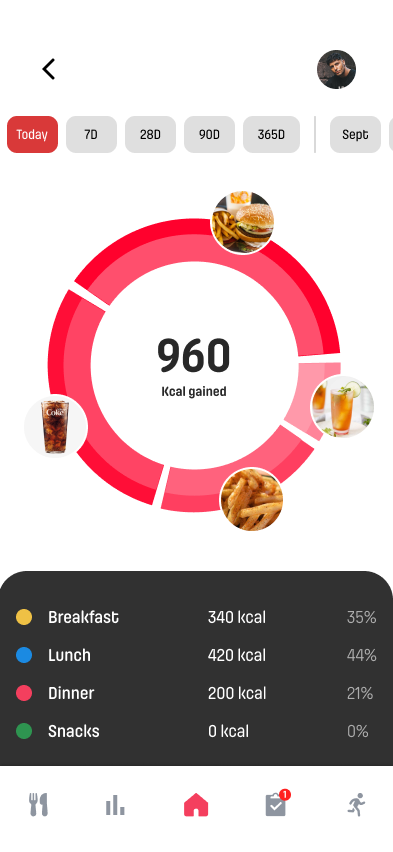 Today 7D 28D 90D 365D Sept
960
Kcal gained
Coke
Breakfast 340 kcal 35%
Lunch 420 kcal 44%
Dinner 200 kcal 21%
Snacks 0 kcal 0%
1